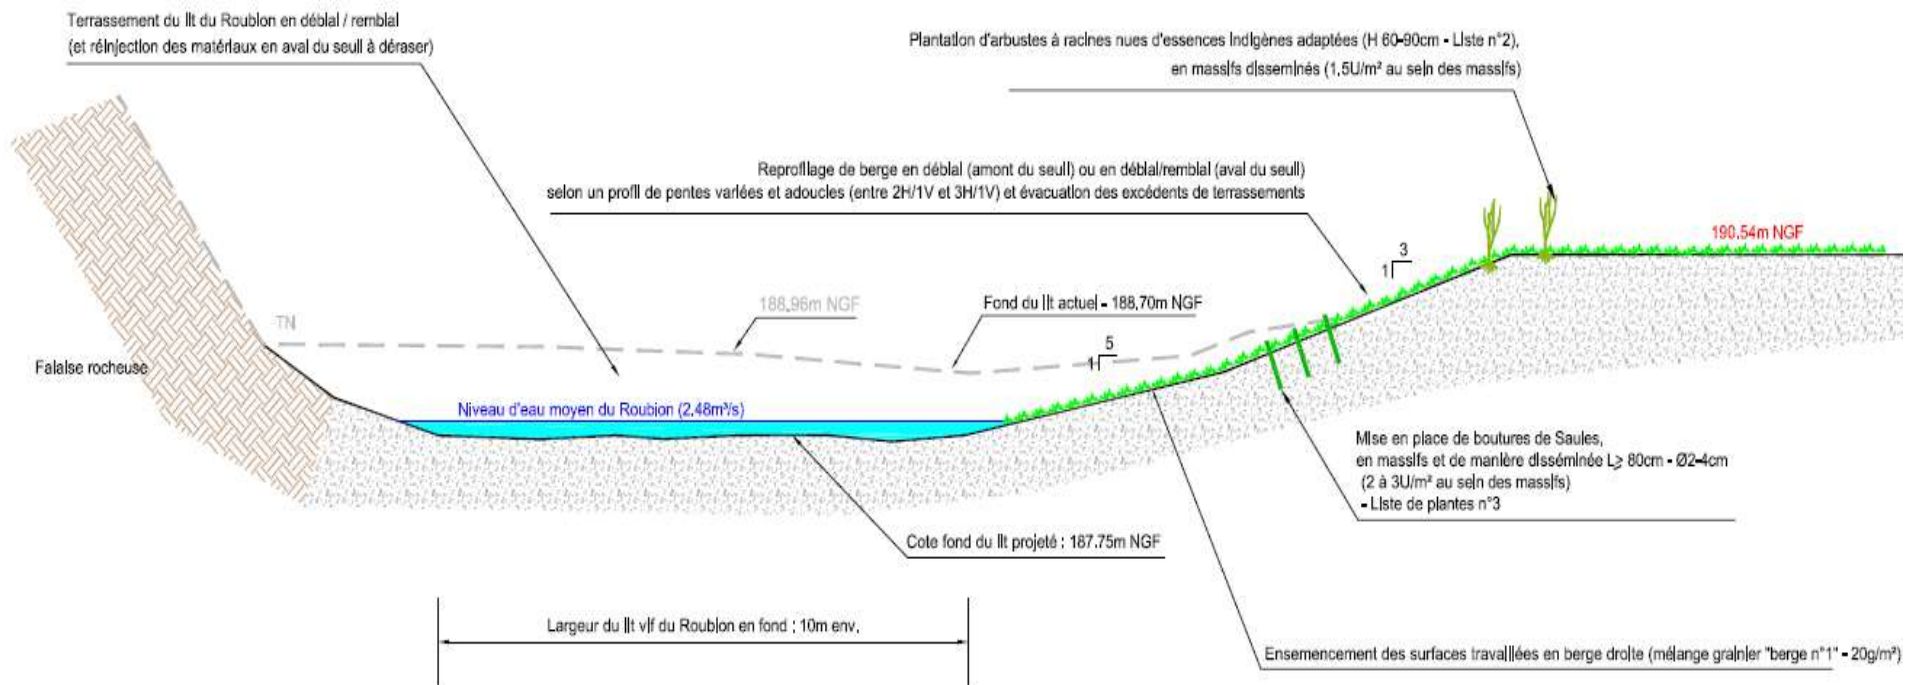 Terrassement du lit du Roubion en déblai / remblai
(et réinjection des matériaux en aval du seuil à déraser)
Plantation d'arbustes à racines nues d'essences indigènes adaptées (H 60-90cm - Liste n°2),
en massifs disseminés (1,5U/m² au sein des massifs)
Reprofilage de berge en déblai (amont du seuil) ou en déblai/remblai (aval du seuil)
selon un profil de pentes variées et adoucies (entre 2H/1V et 3H/1V) et évacuation des excédents de terrassements
190.54m NGF
3
1
188.96m NGF
Fond du lit actuel - 188.70m NGF
TN
5
1
Falaise rocheuse
Niveau d'eau moyen du Roubion (2.48m³/s)
Mise en place de boutures de Saules,
en massifs et de manière disséminée L≥ 80cm - Ø2-4cm
(2 à 3U/m² au sein des massifs)
- Liste de plantes n°3
Cote fond du lit projeté : 187.75m NGF
Largeur du lit vif du Roubion en fond : 10m env.
Ensemencement des surfaces travaillées en berge droite (mélange grainier "berge n°1" - 20g/m²)